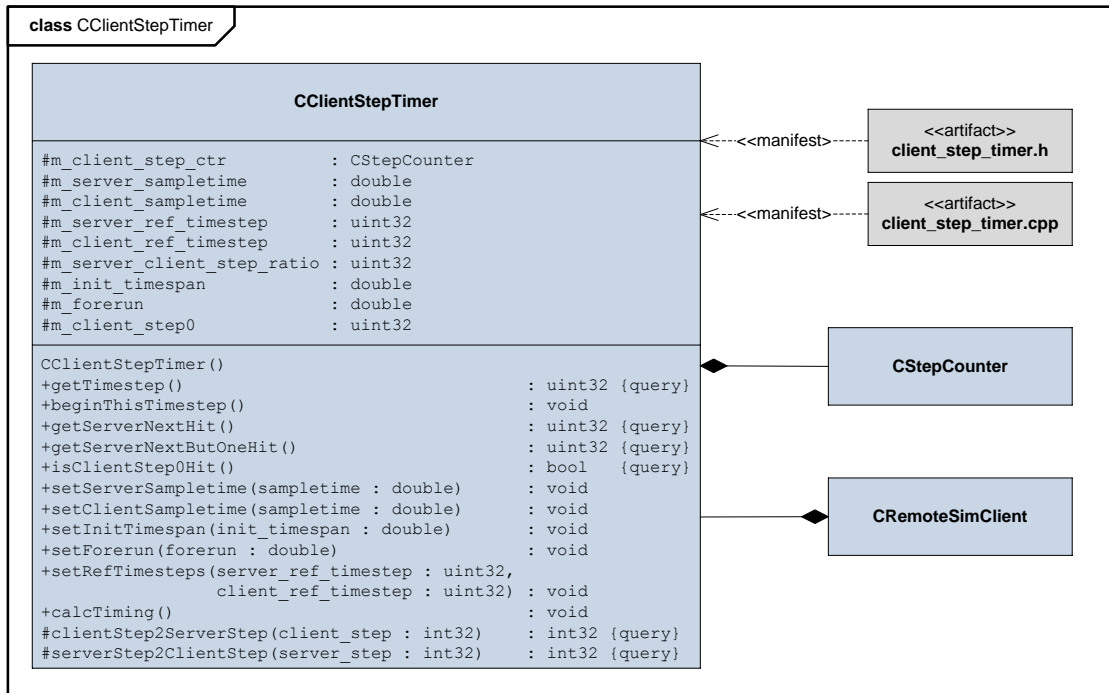 class CClientStepTimer
CClientStepTimer
#m_client_step_ctr : CStepCounter
#m_server_sampletime : double
#m_client_sampletime : double
#m_server_ref_timestep : uint32
#m_client_ref_timestep : uint32
#m_server_client_step_ratio : uint32
#m_init_timespan : double
#m_forerun : double
#m_client_step0 : uint32
CClientStepTimer()
+getTimestep() : uint32 {query}
+beginThisTimestep() : void
+getServerNextHit() : uint32 {query}
+getServerNextButOneHit() : uint32 {query}
+isClientStep0Hit() : bool {query}
+setServerSampletime(sampletime : double) : void
+setClientSampletime(sampletime : double) : void
+setInitTimespan(init_timespan : double) : void
+setForerun(forerun : double) : void
+setRefTimesteps(server_ref_timestep : uint32,
client_ref_timestep : uint32) : void
+calcTiming() : void
#clientStep2ServerStep(client_step : int32) : int32 {query}
#serverStep2ClientStep(server_step : int32) : int32 {query}
<<manifest>
<<artifact>>
client_step_timer.h
<<manifest>
<<artifact>>
client_step_timer.cpp
CStepCounter
CRemoteSimClient